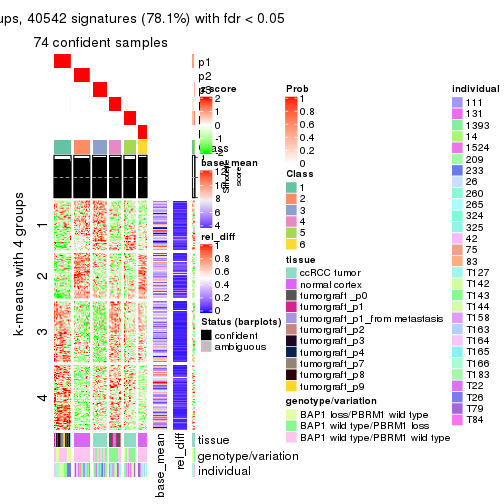 ups, 40542 signatures (78.1%) with fdr < 0.05
74 confident samples
p1
p2
z-score
2
1
0
-1
-2
base_mean
12
10
8
6
4
rel_diff
1
0.8
0.6
0.4
0.2
0
Status (barplots)
confident
ambiguous
k-means with 4 groups
1
2
3
4
base_mean
rel_diff
tissue
genotype/variation
individual
Prob
1
0.8
0.6
0.4
0.2
0
Class
1
2
3
4
5
6
tissue
ccRCC tumor
normal cortex
tumorgraft_p0
tumorgraft_p1
tumorgraft_p1_from metastasis
tumorgraft_p2
tumorgraft_p3
tumorgraft_p4
tumorgraft_p7
tumorgraft_p8
tumorgraft_p9
genotype/variation
BAP1 loss/PBRM1 wild type
BAP1 wild type/PBRM1 loss
BAP1 wild type/PBRM1 wild type
individual
111
131
1393
14
1524
209
233
26
260
265
324
325
42
75
83
T127
T142
T143
T144
T158
T163
T164
T165
T166
T183
T22
T26
T79
T84